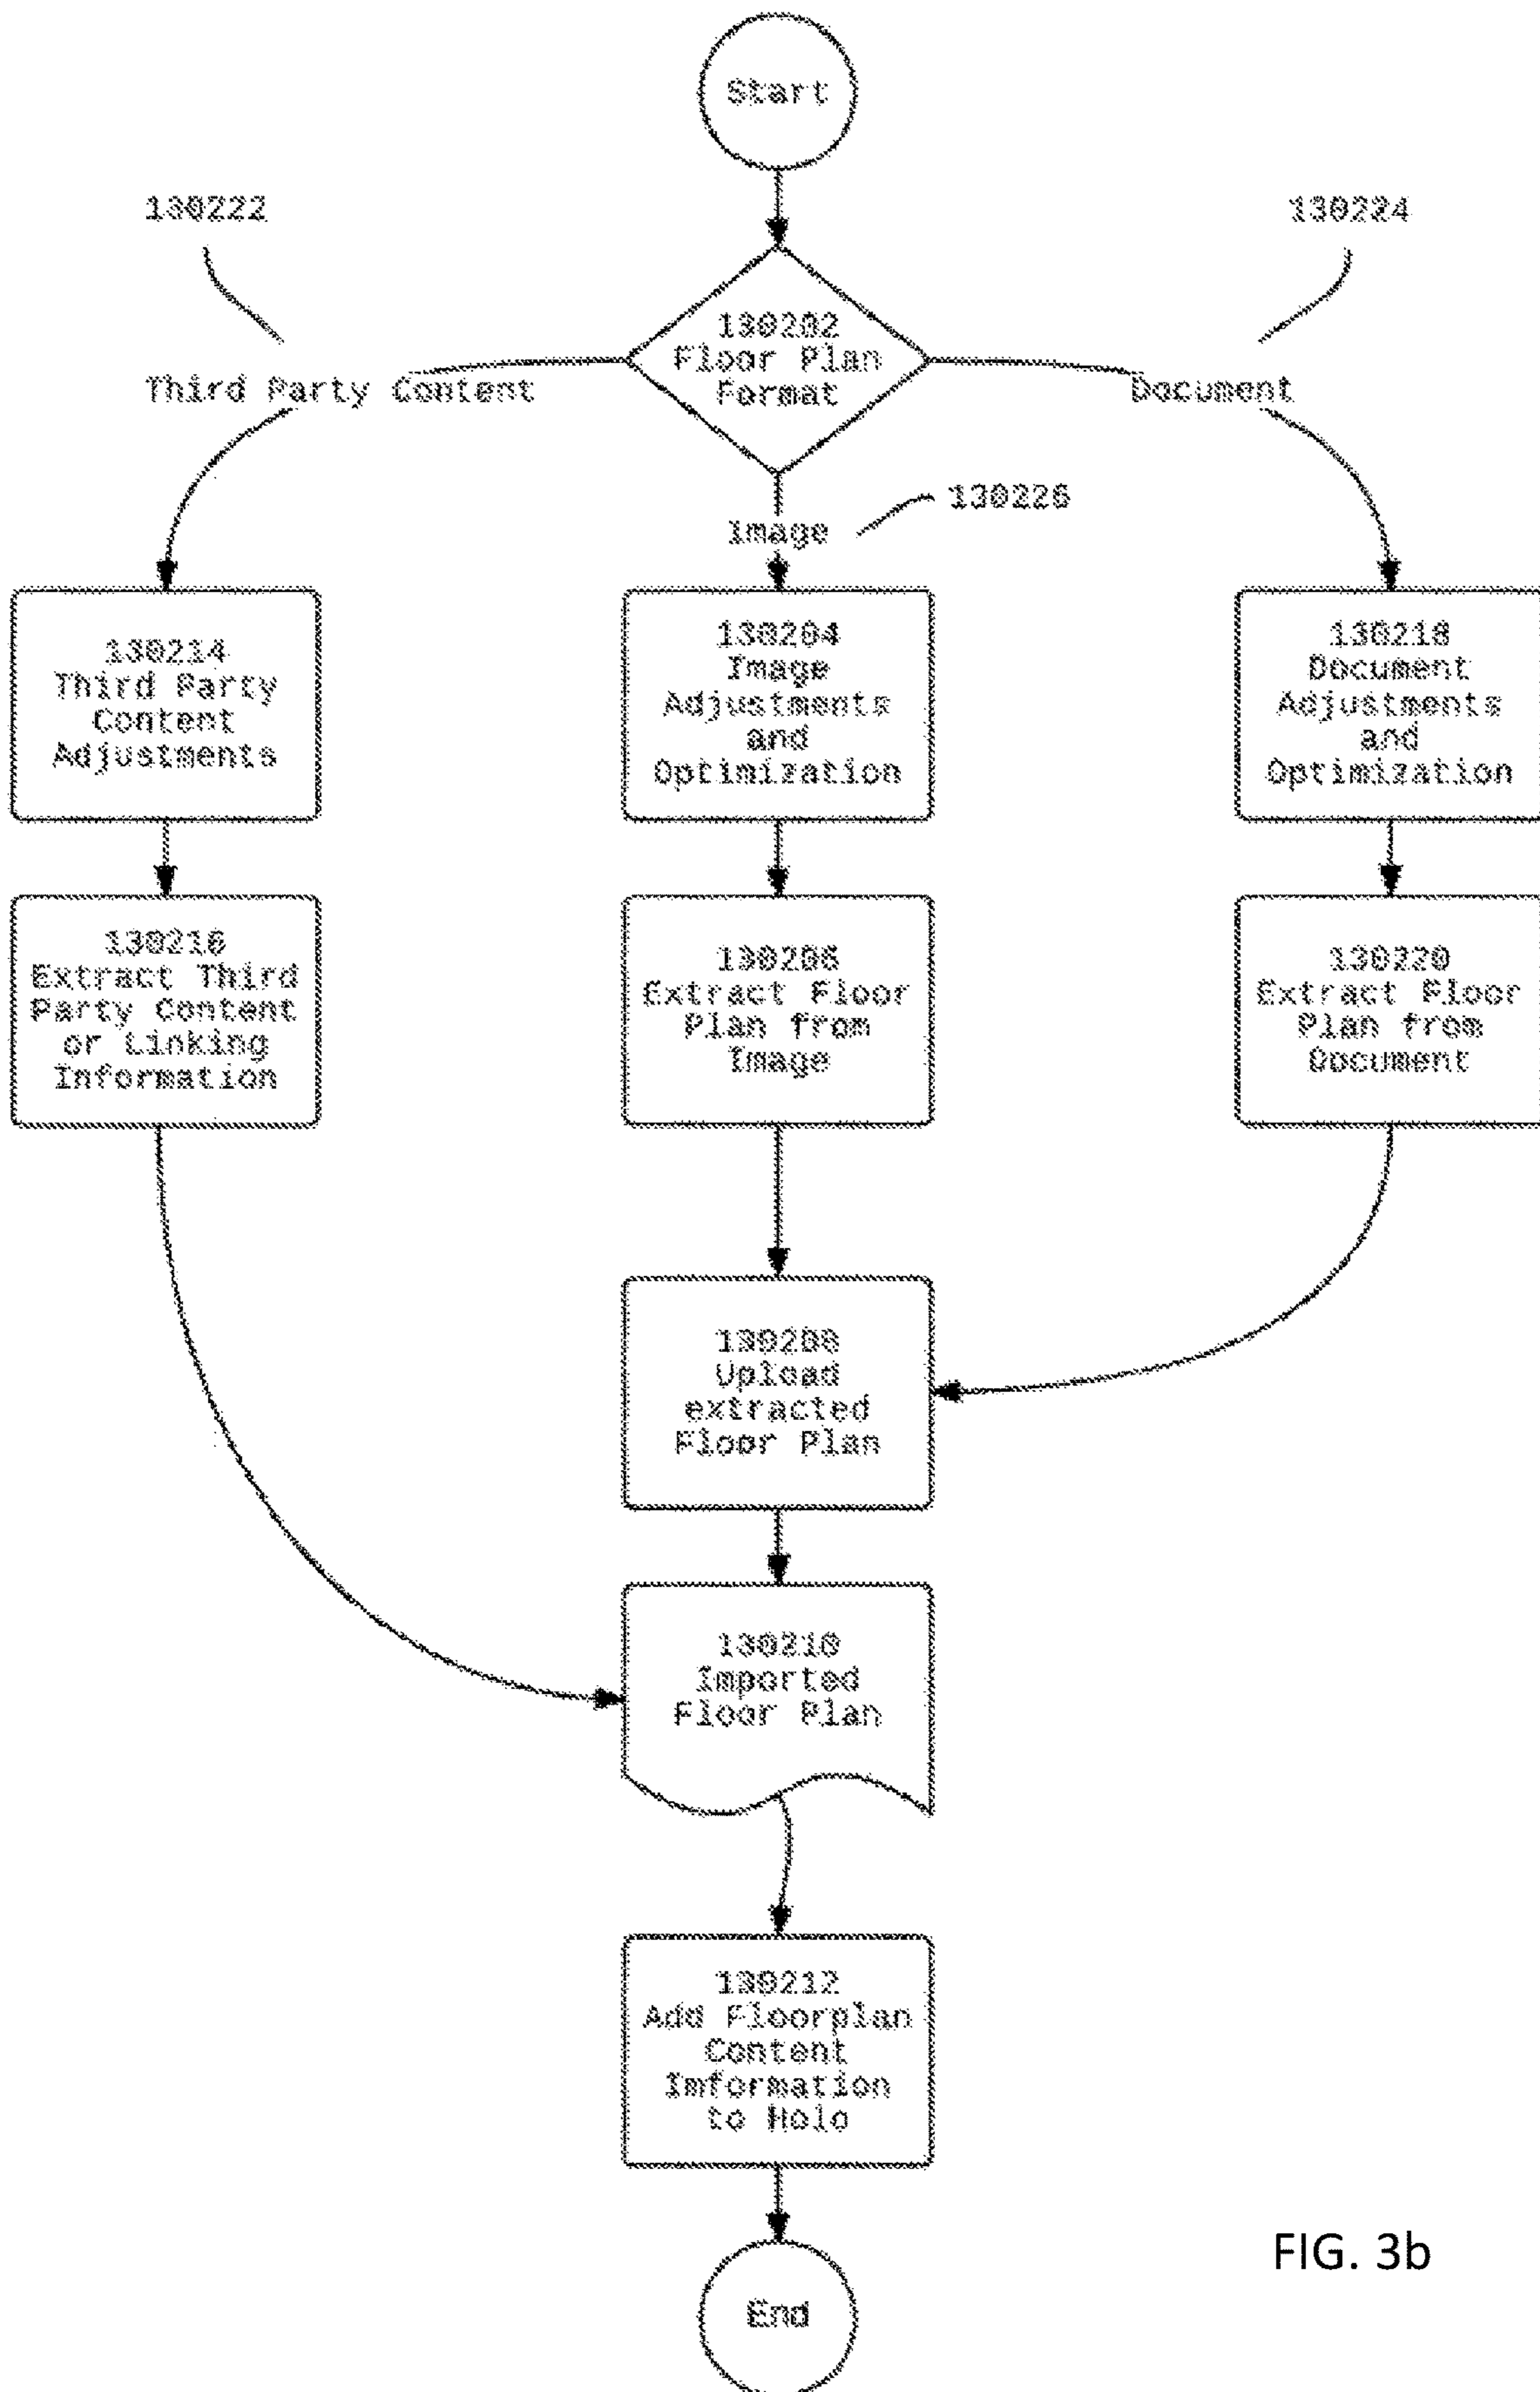 Start
130222
130224
130202
Floor Plan
Format
Third Party Content
Document
130226
Image
130214
Third Party
Content
Adjustments
130204
Image
Adjustments
and
Optimization
130218
Document
Adjustments
and
Optimization
130216
Extract Third
Party Content
or Linking
Information
130206
Extract Floor
Plan from
Image
130220
Extract Floor
Plan from
Document
130208
Upload
extracted
Floor Plan
130210
Imported
Floor Plan
130212
Add Floorplan
Content
Imformation
to Holo
End
FIG. 3b